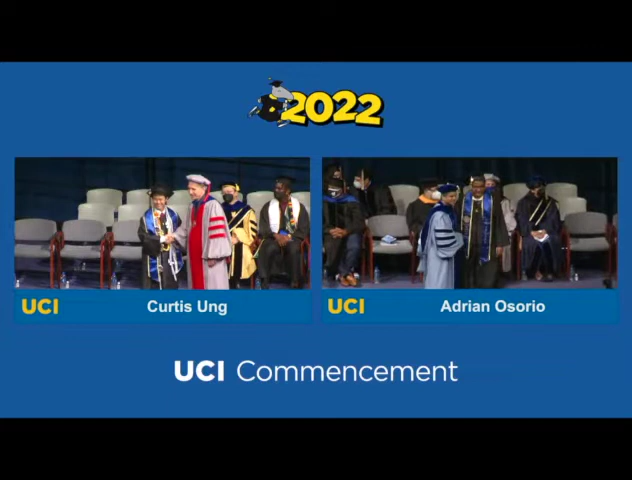 2022
UCI Curtis Ung
UCI Adrian Osorio
UCI Commencement